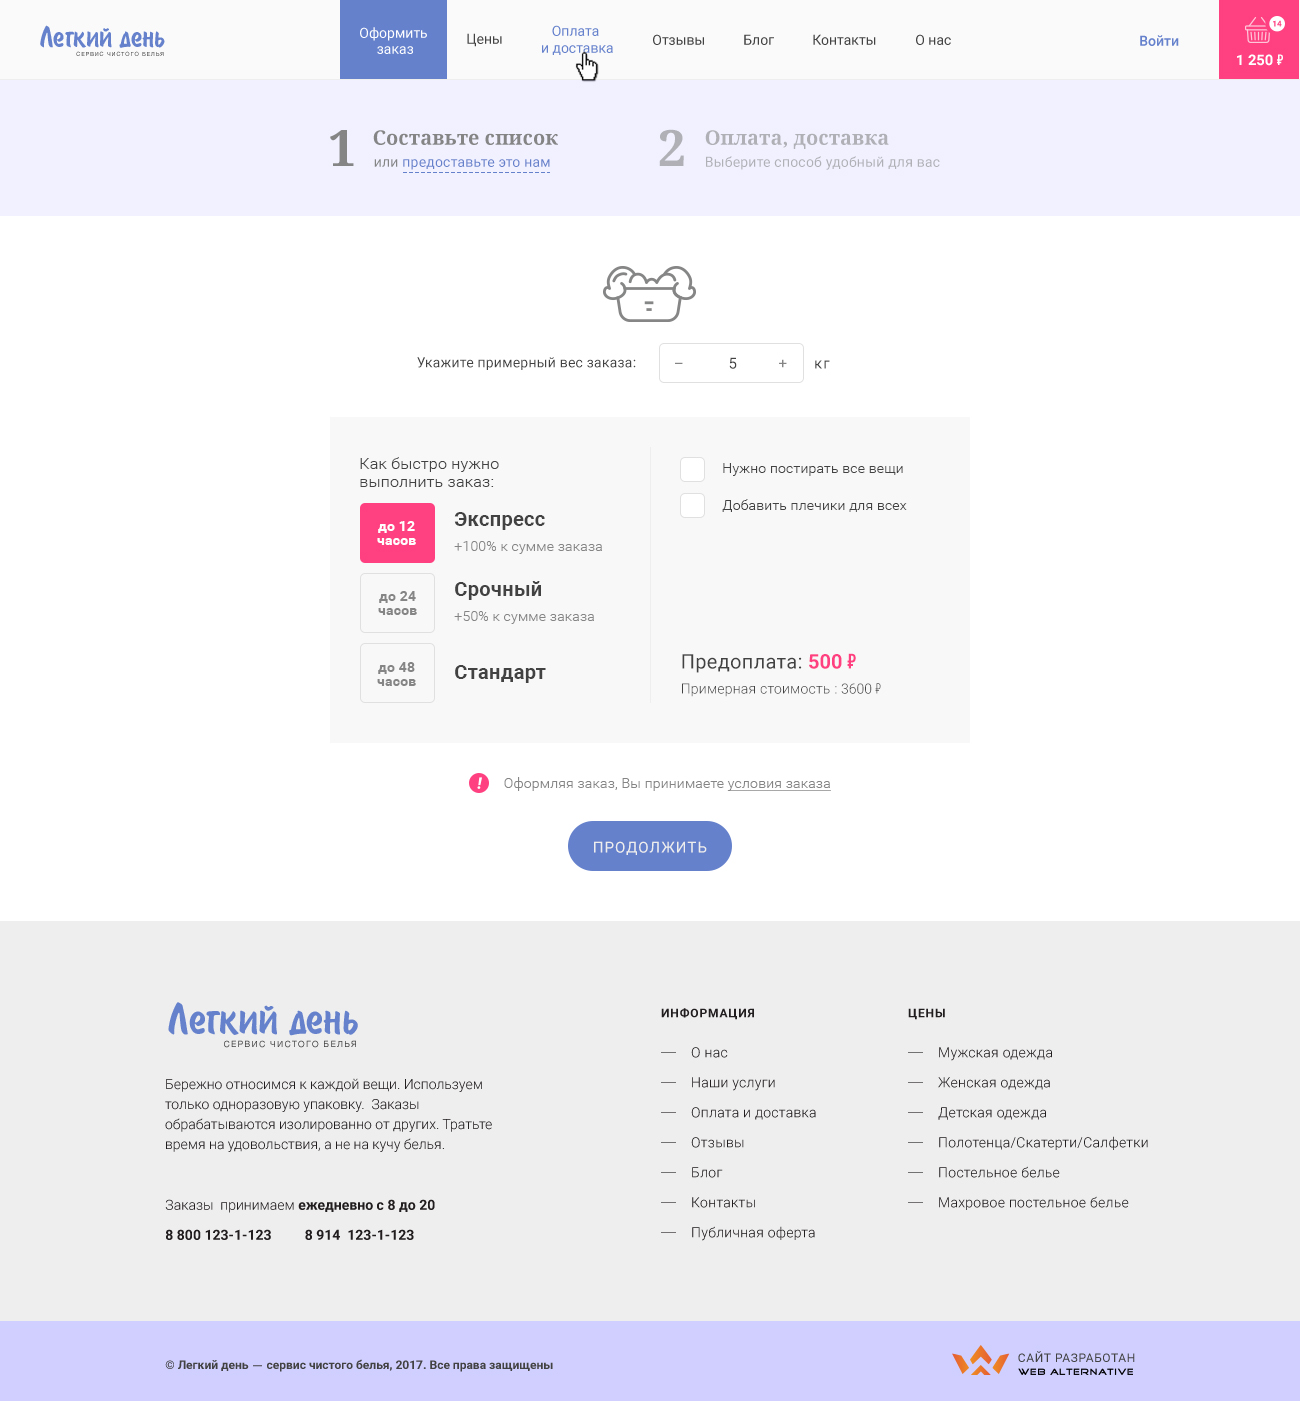 Легкий день
СЕРВИС ЧИСТОГО БЕЛЬЯ
Оформить
заказ
Цены
Оплата
и доставка
Отзывы
Блог
Контакты
О нас
Войти
14
1 250 ₽
1
Составьте список
или предоставьте это нам
2
Оплата, доставка
Выберите способ удобный для вас
Укажите примерный вес заказа:
− 5 +
кг
Как быстро нужно
выполнить заказ:
до 12
часов
Экспресс
+100% к сумме заказа
до 24
часов
Срочный
+50% к сумме заказа
до 48
часов
Стандарт
Нужно постирать все вещи
Добавить плечики для всех
Предоплата: 500 ₽
Примерная стоимость : 3600 ₽
! Оформляя заказ, Вы принимаете условия заказа
ПРОДОЛЖИТЬ
Легкий день
СЕРВИС ЧИСТОГО БЕЛЬЯ
Бережно относимся к каждой вещи. Используем
только одноразовую упаковку.  Заказы
обрабатываются изолированно от других. Тратьте
время на удовольствия, а не на кучу белья.
Заказы  принимаем ежедневно с 8 до 20
8 800 123-1-123
8 914  123-1-123
ИНФОРМАЦИЯ
— О нас
— Наши услуги
— Оплата и доставка
— Отзывы
— Блог
— Контакты
— Публичная оферта
ЦЕНЫ
— Мужская одежда
— Женская одежда
— Детская одежда
— Полотенца/Скатерти/Салфетки
— Постельное белье
— Махровое постельное белье
© Легкий день — сервис чистого белья, 2017. Все права защищены
САЙТ РАЗРАБОТАН
WEB ALTERNATIVE